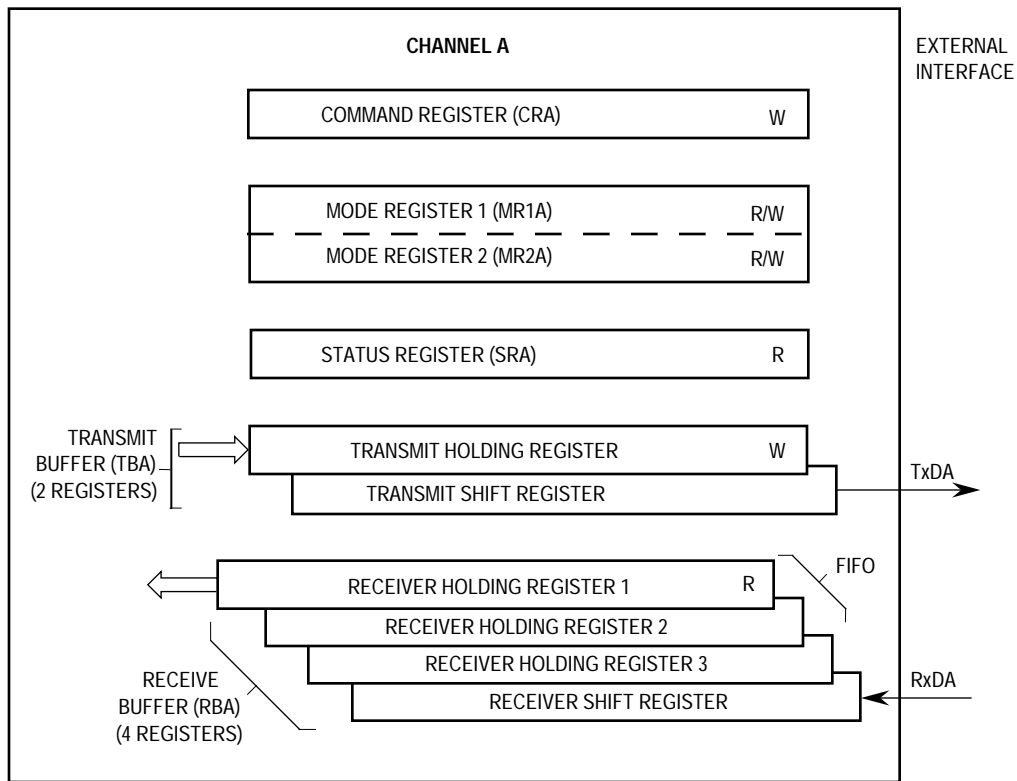 CHANNEL A
EXTERNAL
INTERFACE
COMMAND REGISTER (CRA) W
MODE REGISTER 1 (MR1A) R/W
MODE REGISTER 2 (MR2A) R/W
STATUS REGISTER (SRA) R
TRANSMIT
BUFFER (TBA)
(2 REGISTERS)
TRANSMIT HOLDING REGISTER W
TRANSMIT SHIFT REGISTER
TxDA
RECEIVER HOLDING REGISTER 1 R
FIFO
RECEIVER HOLDING REGISTER 2
RECEIVER HOLDING REGISTER 3
RECEIVER SHIFT REGISTER
RxDA
RECEIVE
BUFFER (RBA)
(4 REGISTERS)